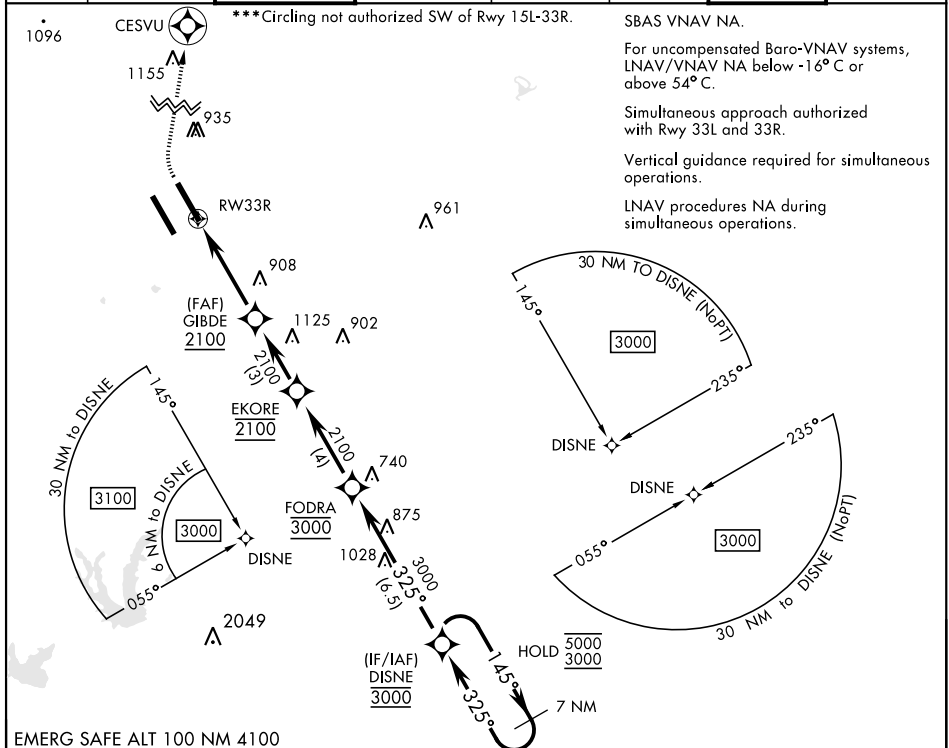 ***Circling not authorized SW of Rwy 15L-33R.
SBAS VNAV NA.
For uncompensated Baro-VNAV systems,
LNAV/VNAV NA below -16° C or
above 54° C.
Simultaneous approach authorized
with Rwy 33L and 33R.
Vertical guidance required for simultaneous
operations.
LNAV procedures NA during
simultaneous operations.
1096
CESVU
1155
935
RW33R
961
908
(FAF)
GIBDE
2100
1125
902
2100
(3)
EKORE
2100
2100
(4)
740
FODRA
3000
875
1028
3000
325°
(6.5)
(IF/IAF)
DISNE
3000
145°
325°
HOLD
5000
3000
7 NM
30 NM TO DISNE (NoPT)
145°
3000
235°
DISNE
235°
DISNE
055°
3000
30 NM to DISNE (NoPT)
30 NM to DISNE
145°
3100
6 NM to DISNE
3000
DISNE
055°
2049
EMERG SAFE ALT 100 NM 4100